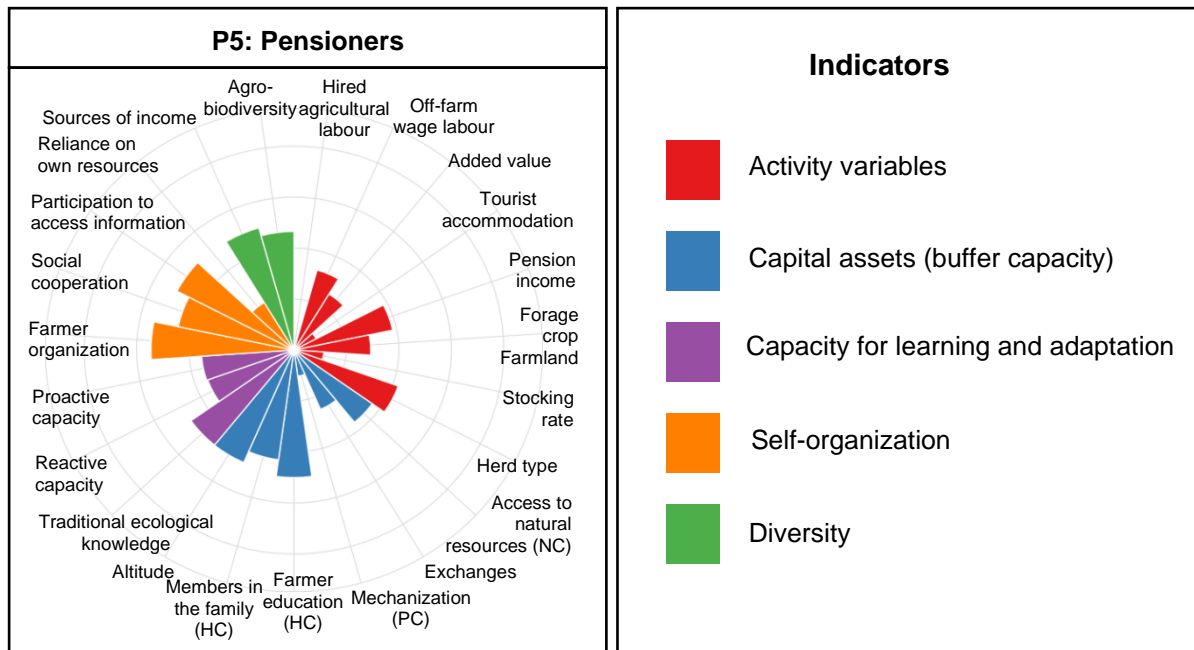 P5: Pensioners
Agro-
biodiversity
Hired
agricultural
labour
Off-farm
wage labour
Added value
Tourist
accommodation
Pension
income
Forage
crop
Farmland
Stocking
rate
Herd type
Access to
natural
resources (NC)
Exchanges
Mechanization
(PC)
Farmer
education
(HC)
Members in
the family
(HC)
Altitude
Traditional ecological
knowledge
Reactive
capacity
Proactive
capacity
Farmer
organization
Social
cooperation
Participation to
access information
Reliance on
own resources
Sources of income
Indicators
Activity variables
Capital assets (buffer capacity)
Capacity for learning and adaptation
Self-organization
Diversity